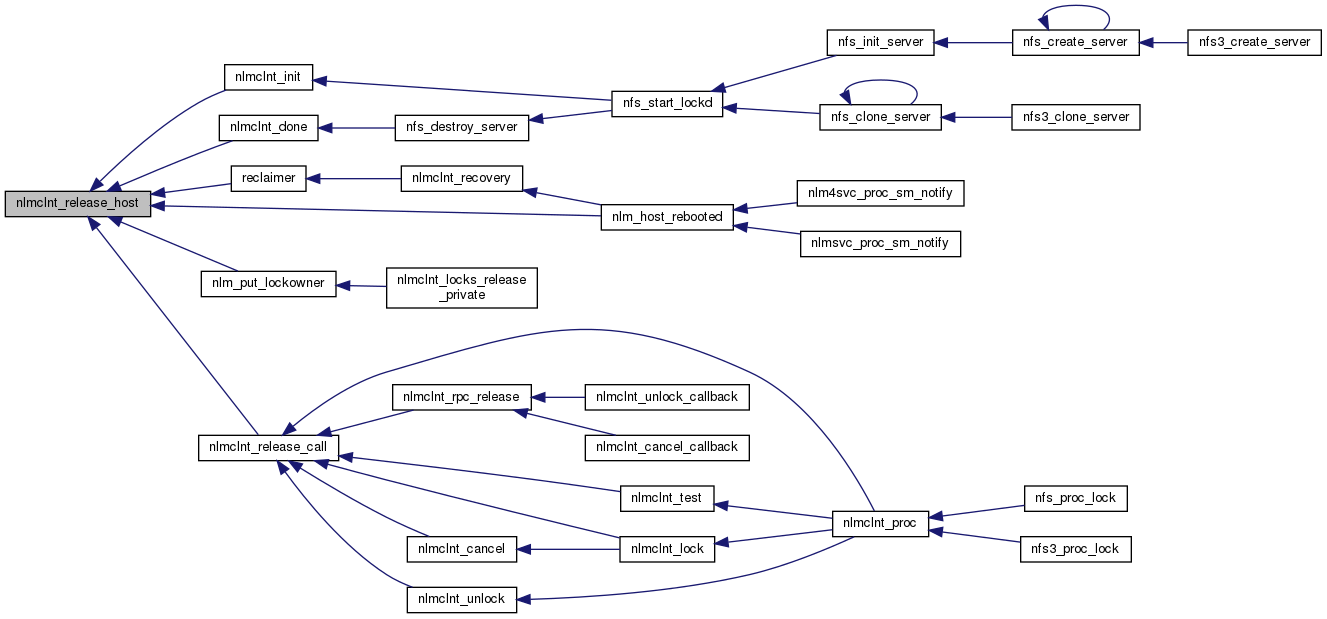 nfs_init_server
nfs_create_server
nfs3_create_server
nlmclnt_init
nfs_start_lockd
nfs_clone_server
nfs3_clone_server
nlmclnt_done
nfs_destroy_server
reclaimer
nlmclnt_recovery
nlm4svc_proc_sm_notify
nlmclnt_release_host
nlm_host_rebooted
nlmsvc_proc_sm_notify
nlm_put_lockowner
nlmclnt_locks_release
_private
nlmclnt_rpc_release
nlmclnt_unlock_callback
nlmclnt_release_call
nlmclnt_cancel_callback
nlmclnt_test
nfs_proc_lock
nlmclnt_proc
nlmclnt_cancel
nlmclnt_lock
nfs3_proc_lock
nlmclnt_unlock